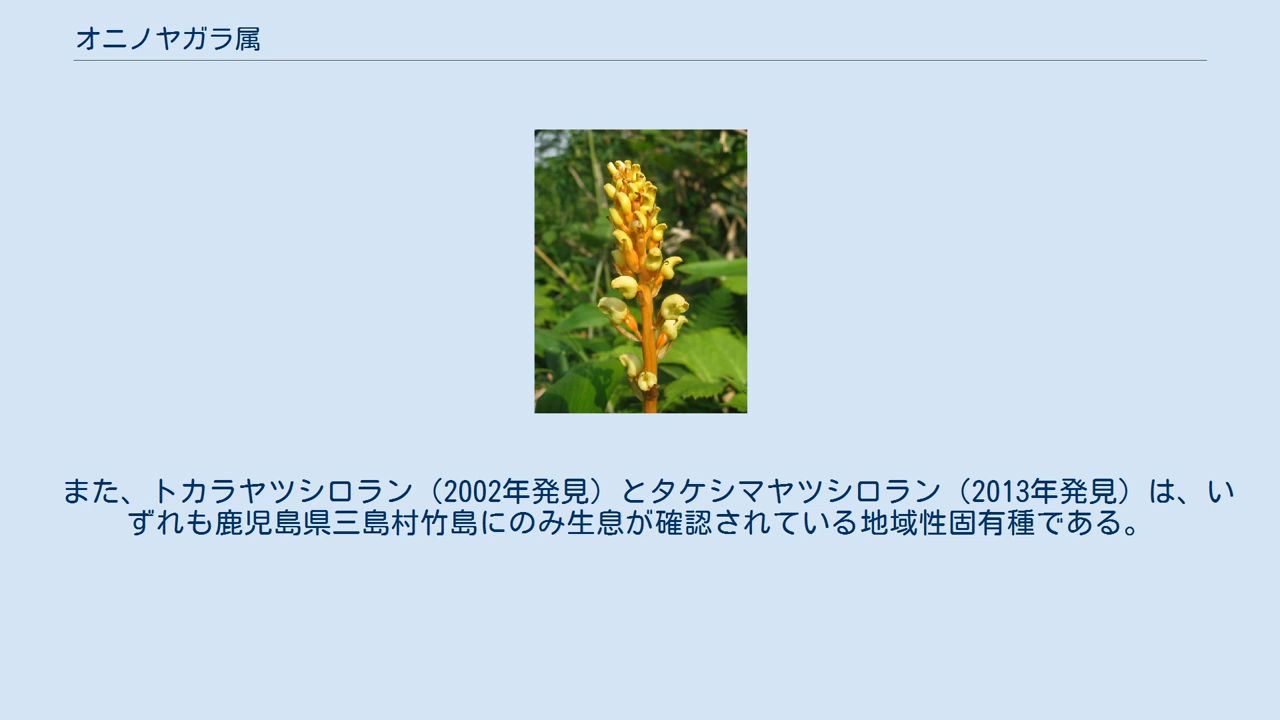 オニノヤガラ属
また、トカラヤツシロラン（2002年発見）とタケシマヤツシロラン（2013年発見）は、い
ずれも鹿児島県三島村竹島にのみ生息が確認されている地域性固有種である。